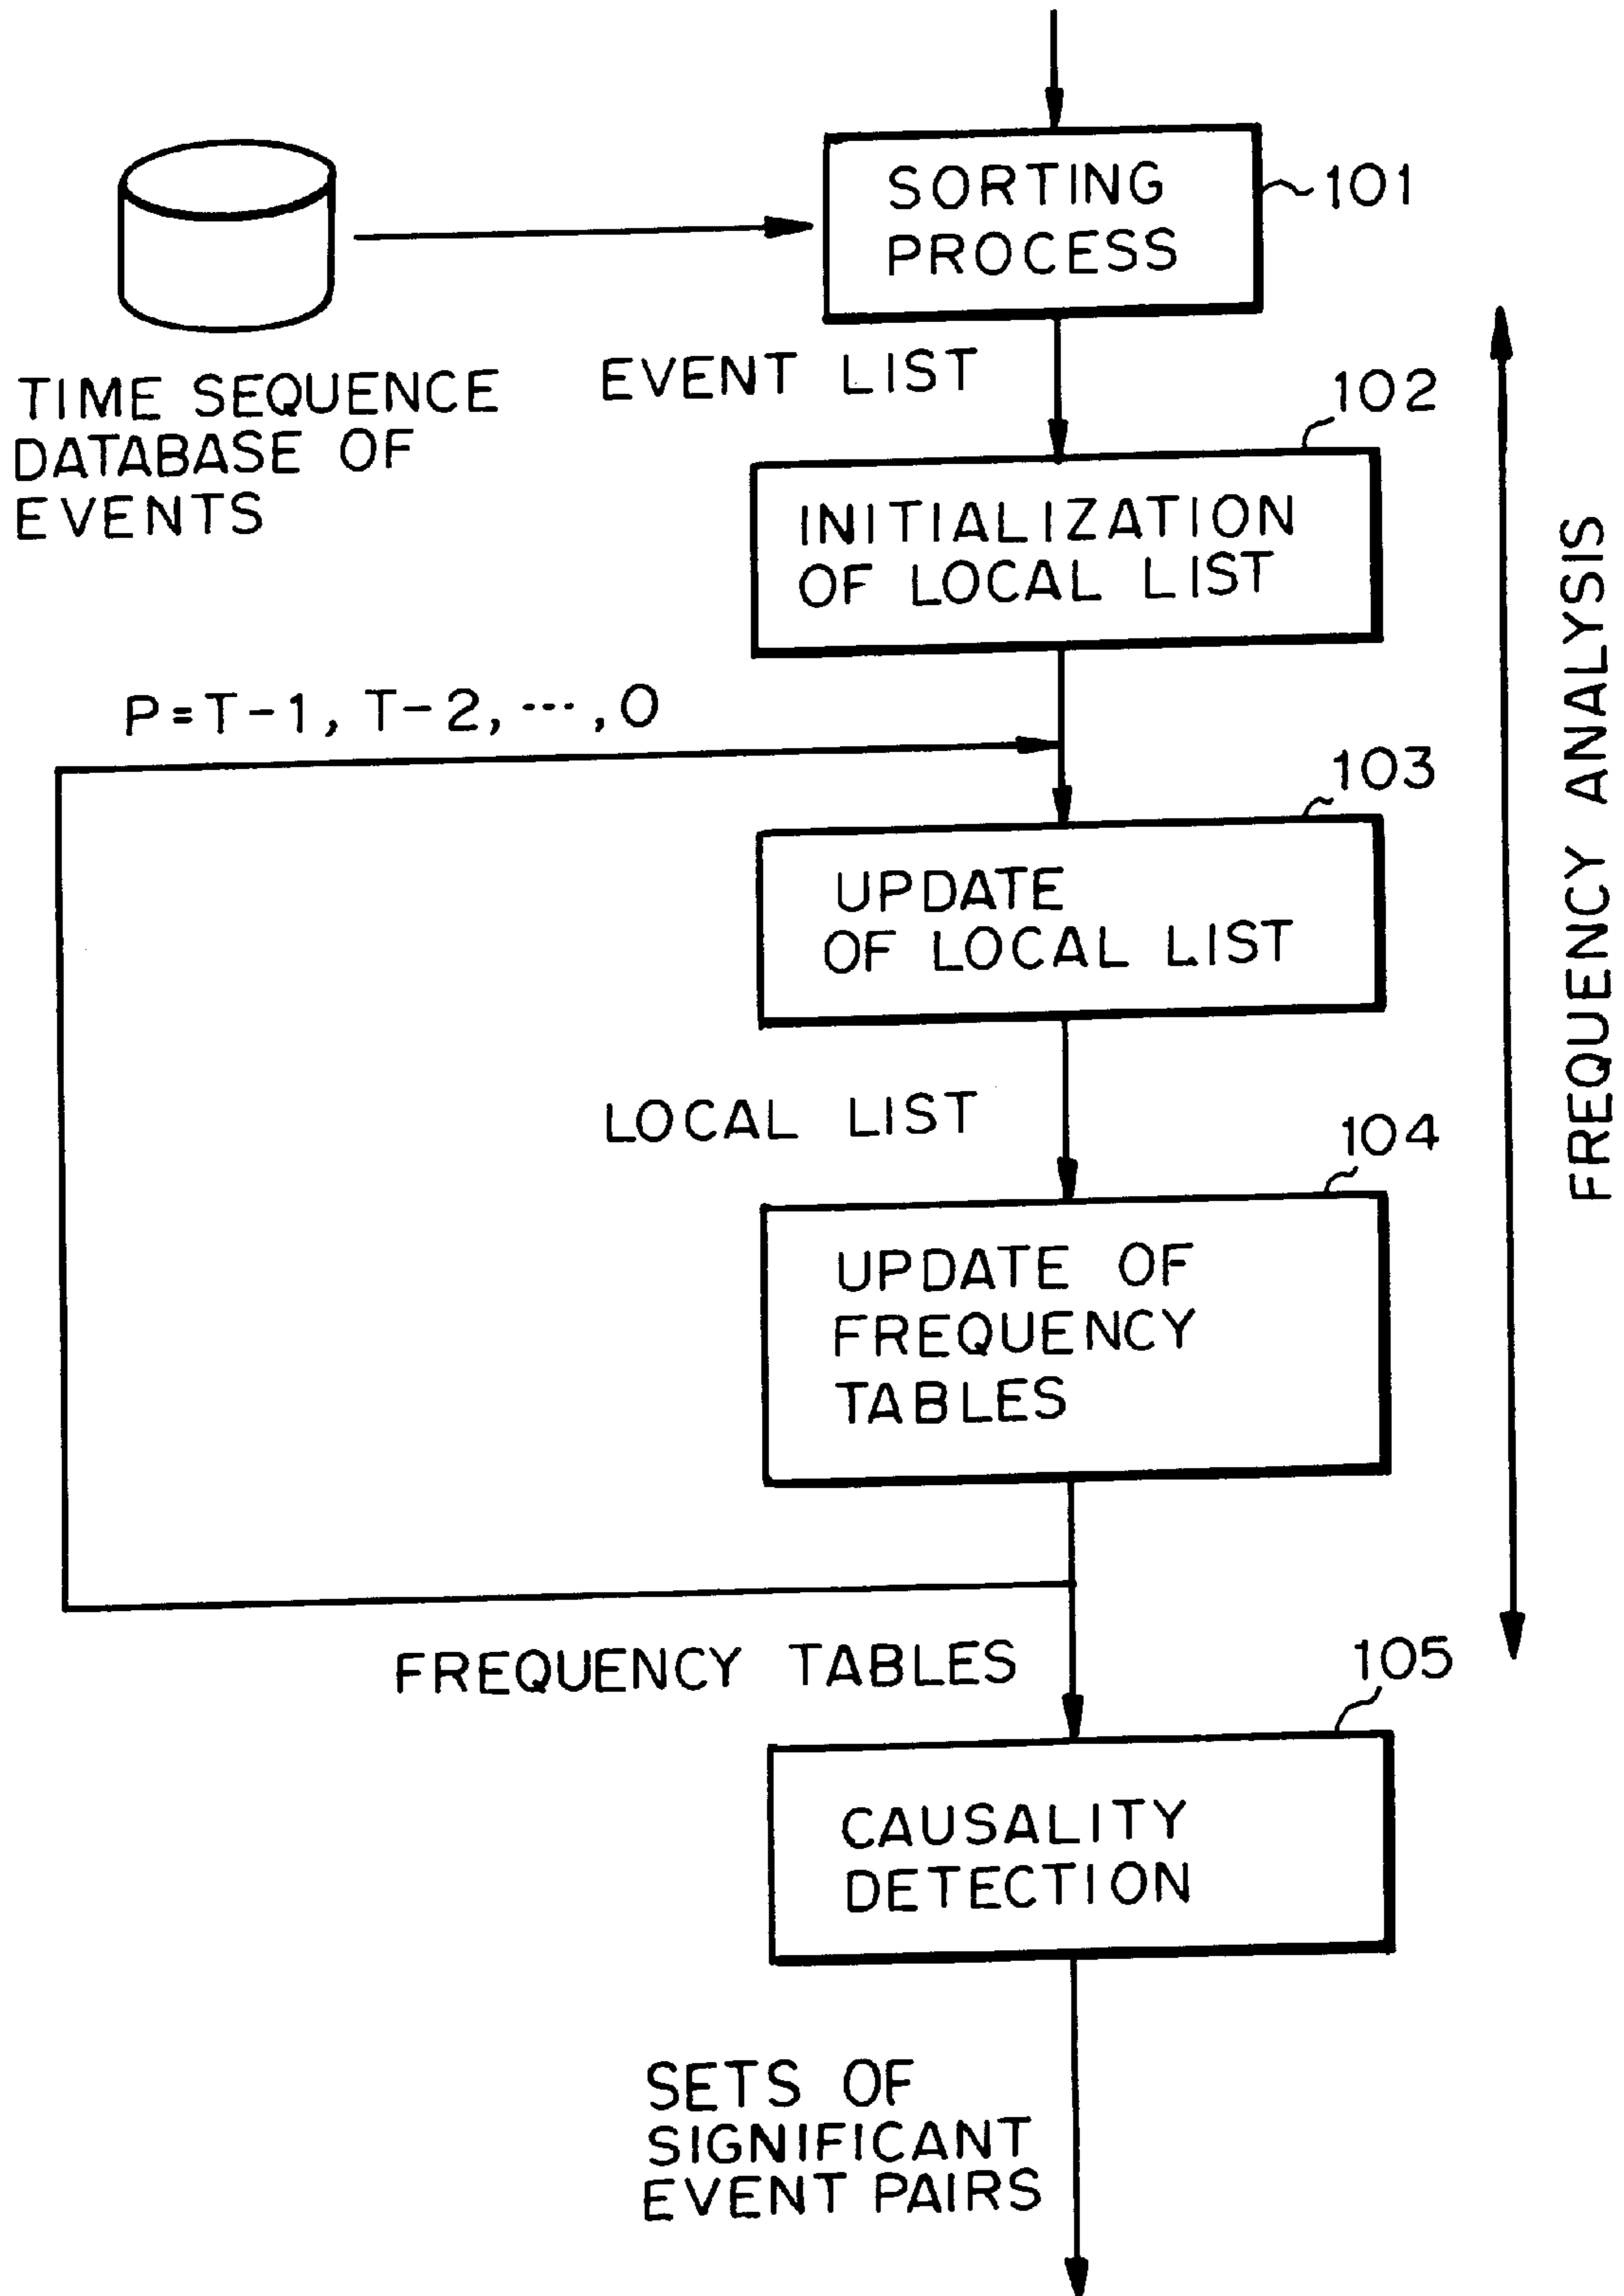 SORTING
PROCESS
101
TIME SEQUENCE
DATABASE OF
EVENTS
EVENT LIST
102
INITIALIZATION
OF LOCAL LIST
P=T-1, T-2, ···, 0
103
UPDATE
OF LOCAL LIST
LOCAL LIST
104
UPDATE OF
FREQUENCY
TABLES
FREQUENCY ANALYSIS
FREQUENCY TABLES
105
CAUSALITY
DETECTION
SETS OF
SIGNIFICANT
EVENT PAIRS